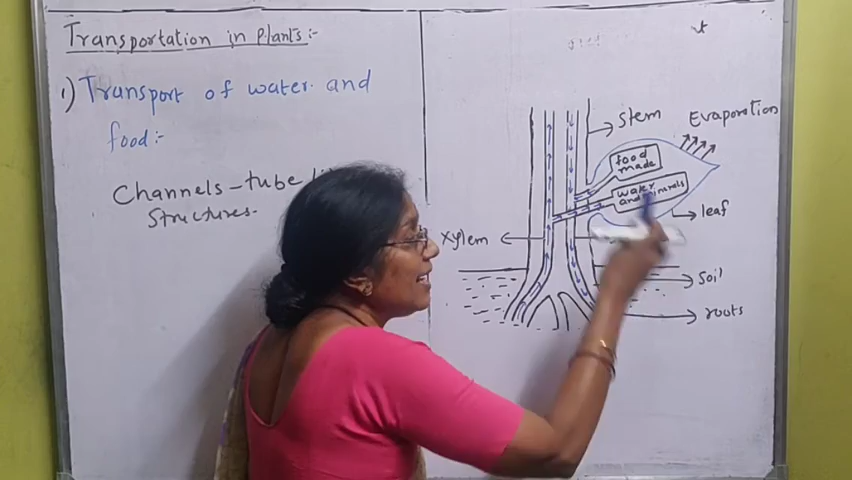 Transportation in Plants:-
1) Transport of water and
food:-
Channels - tube
Structures.
Stem
Evaporation
food
made
water
and minerals
leaf
Xylem
Soil
roots